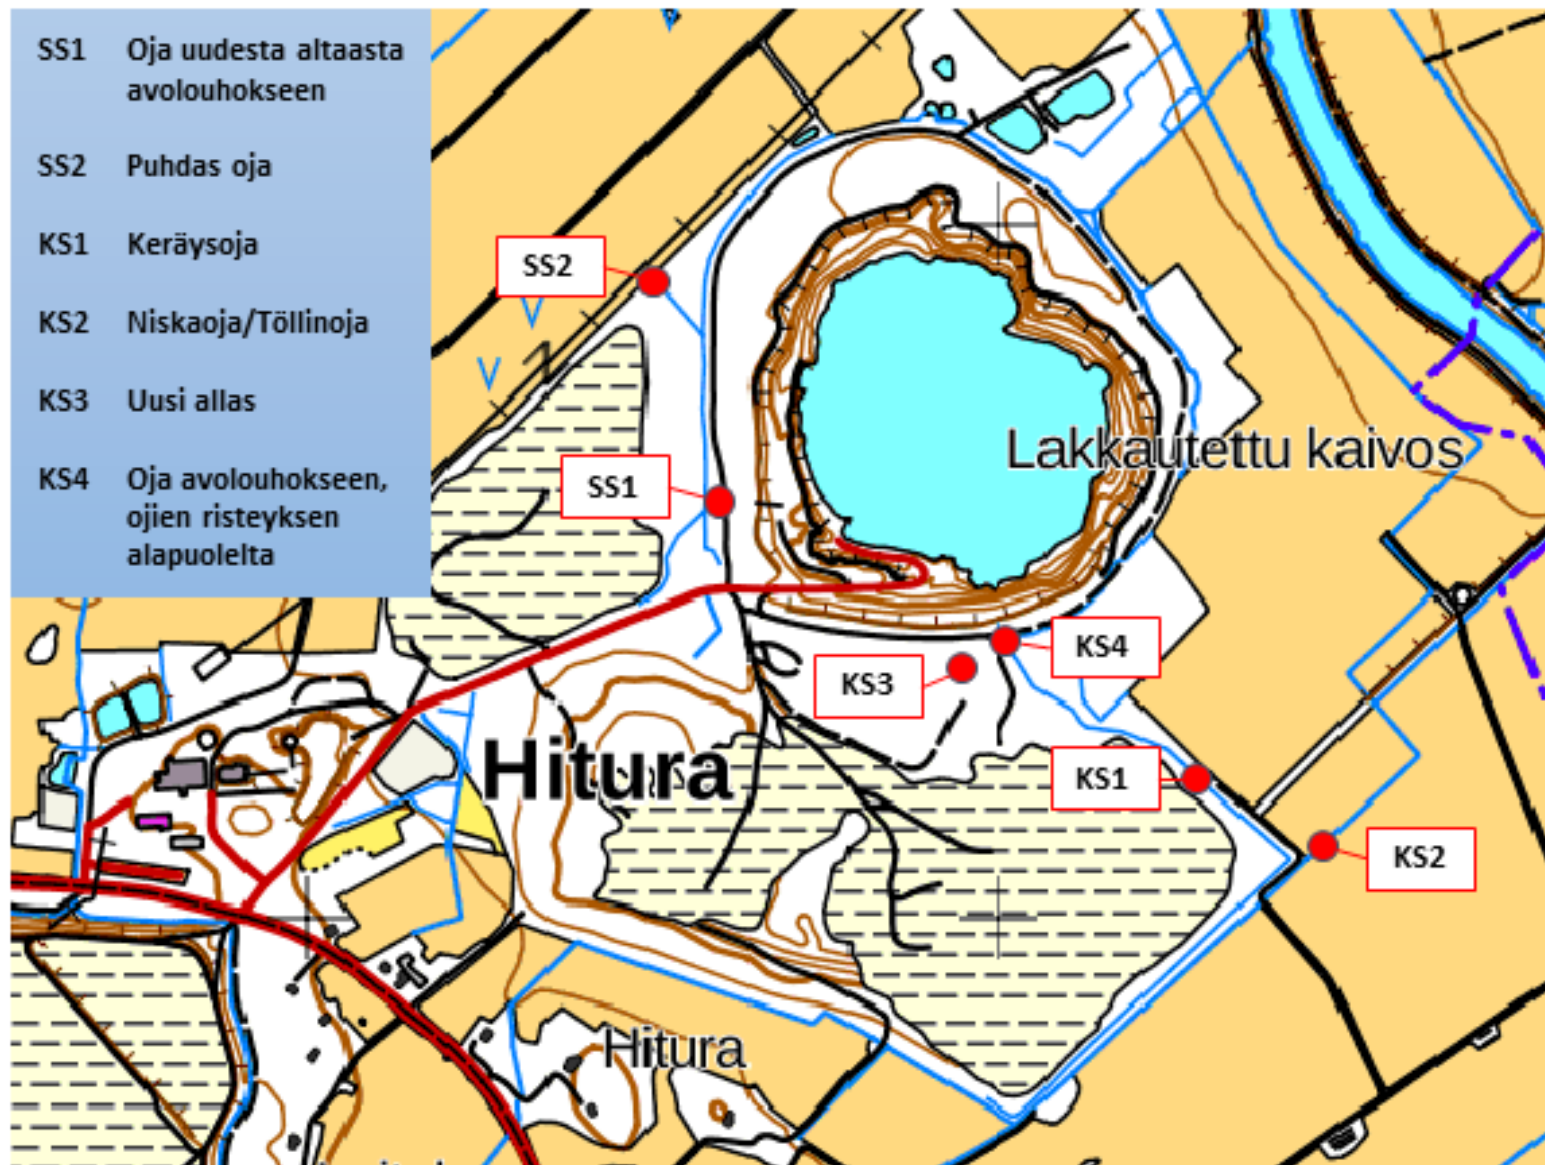 SS1 Oja uudesta altaasta
avolouhokseen
SS2 Puhdas oja
KS1 Keräysoja
KS2 Niskaoja/Töllinoja
KS3 Uusi allas
KS4 Oja avolouhokseen,
ojien risteyksen
alapuolelta
SS2
V
V
1
Lakkautettu kaivos
SS1
KS4
KS3
Hitura
KS1
KS2
Hitura